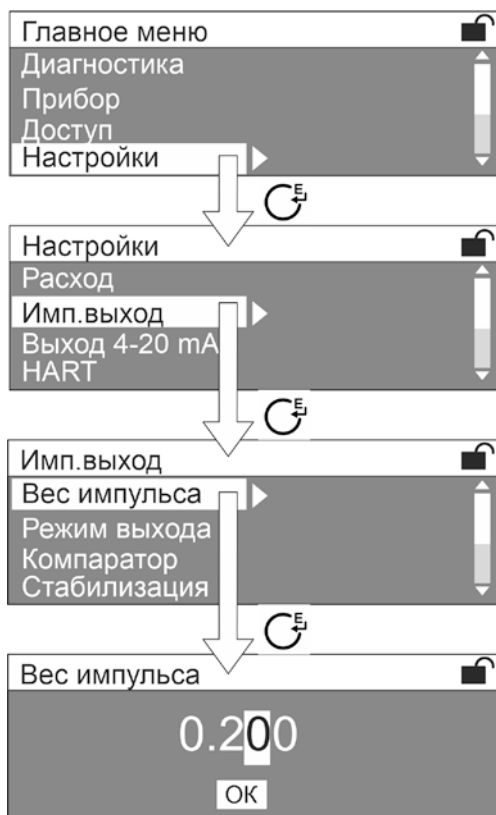 Главное меню
Диагностика
Прибор
Доступ
Настройки
E
Настройки
Расход
Имп.выход
Выход 4-20 mA
HART
E
Имп.выход
Вес импульса
Режим выхода
Компаратор
Стабилизация
E
Вес импульса
0.200
OK